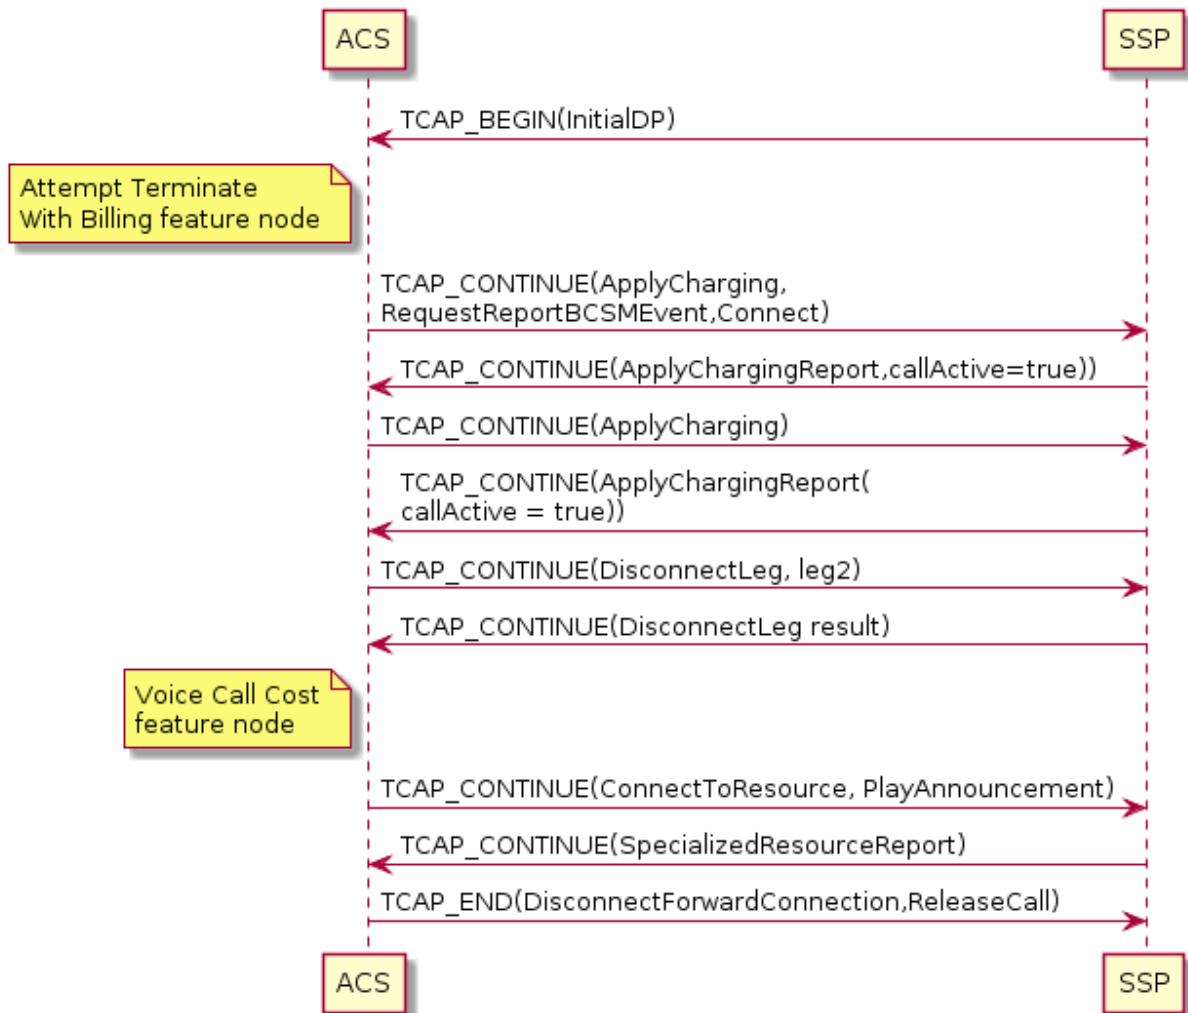 ACS
SSP
TCAP_BEGIN(InitialDP)
Attempt Terminate
With Billing feature node
TCAP_CONTINUE(ApplyCharging,
RequestReportBCSMEvent,Connect)
TCAP_CONTINUE(ApplyChargingReport,callActive=true))
TCAP_CONTINUE(ApplyCharging)
TCAP_CONTINE(ApplyChargingReport(
callActive = true))
TCAP_CONTINUE(DisconnectLeg, leg2)
TCAP_CONTINUE(DisconnectLeg result)
Voice Call Cost
feature node
TCAP_CONTINUE(ConnectToResource, PlayAnnouncement)
TCAP_CONTINUE(SpecializedResourceReport)
TCAP_END(DisconnectForwardConnection,ReleaseCall)
ACS
SSP